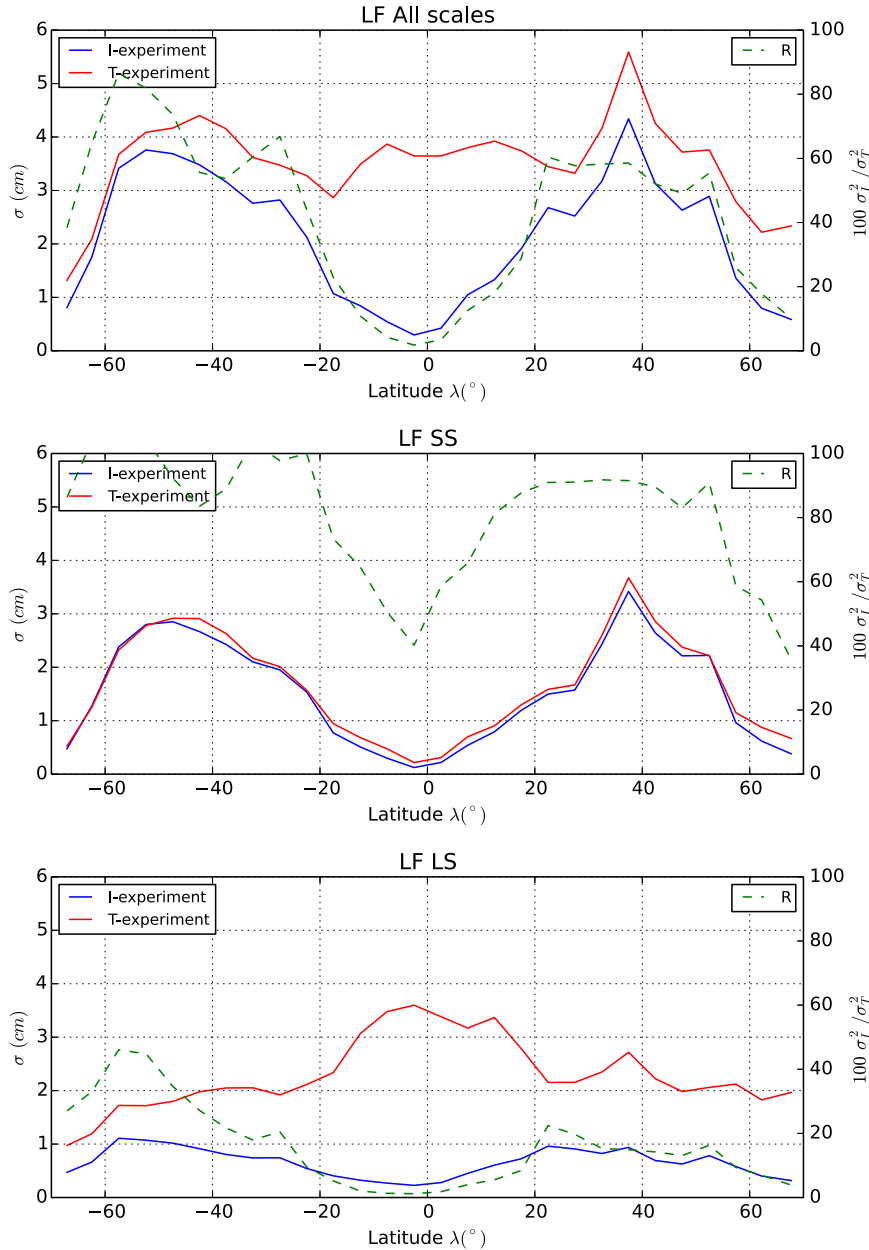 LF All scales
I-experiment
T-experiment
R
6
5
4
3
2
1
0
100
80
60
40
20
0
σ (cm)
100 σ_I^2 /σ_T^2
−60 −40 −20 0 20 40 60
Latitude λ(°)
LF SS
I-experiment
T-experiment
R
6
5
4
3
2
1
0
100
80
60
40
20
0
σ (cm)
100 σ_I^2 /σ_T^2
−60 −40 −20 0 20 40 60
Latitude λ(°)
LF LS
I-experiment
T-experiment
R
6
5
4
3
2
1
0
100
80
60
40
20
0
σ (cm)
100 σ_I^2 /σ_T^2
−60 −40 −20 0 20 40 60
Latitude λ(°)